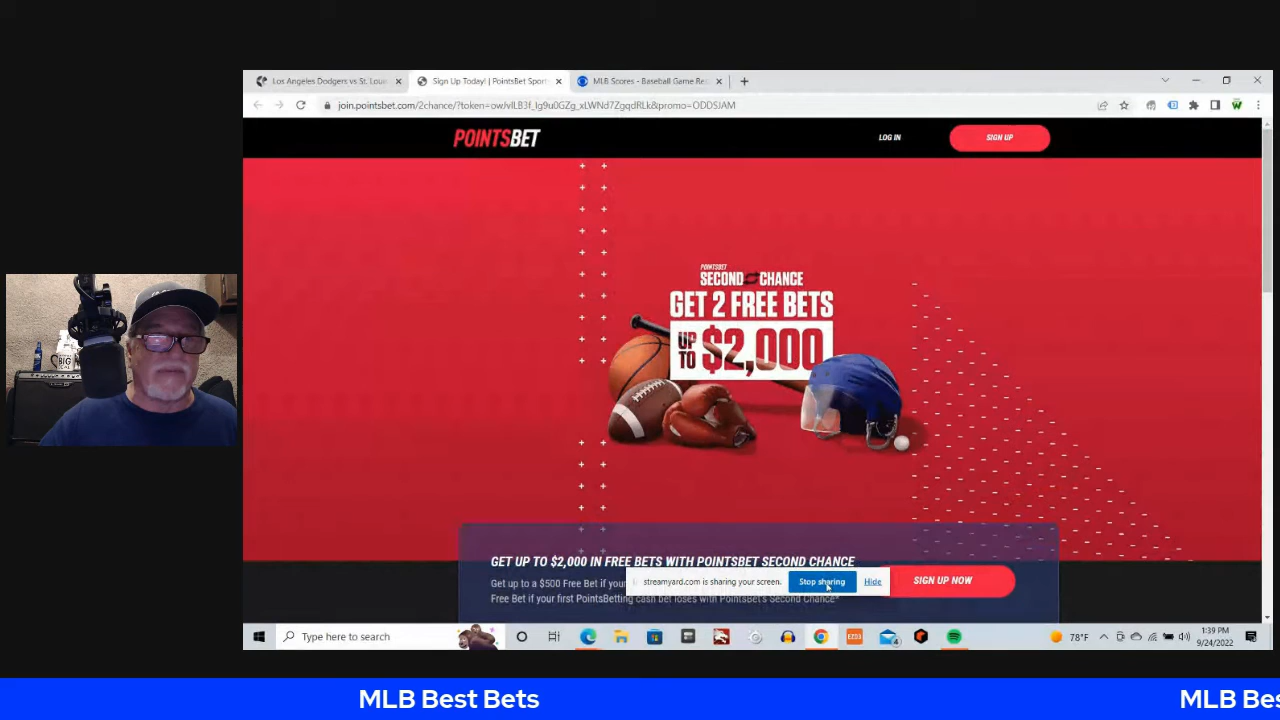 Los Angeles Dodgers vs St. Loui
Sign Up Today! | PointsBet Sport
MLB Scores - Baseball Game Rec
join.pointsbet.com/2chance/?token=
&promo=ODDSJAM
POINTSBET
LOG IN
SIGN UP
POINTSBET
SECOND CHANCE
GET 2 FREE BETS
UP TO $2,000
GET UP TO $2,000 IN FREE BETS WITH POINTSBET SECOND CHANCE
Get up to a $500 Free Bet if your
Free Bet if your first PointsBetting cash bet loses with PointsBet's Second Chance*
streamyard.com is sharing your screen.
Stop sharing
Hide
SIGN UP NOW
Type here to search
78°F
1:39 PM
9/24/2022
MLB Best Bets
MLB Bes